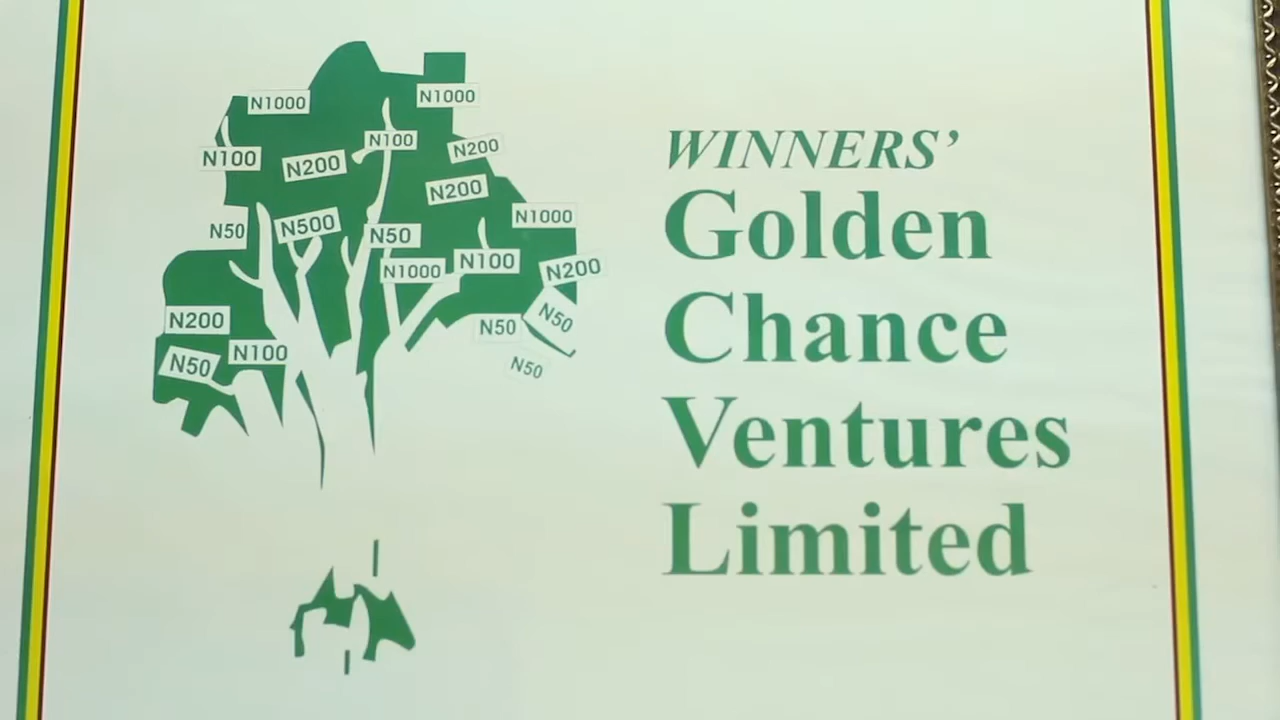 N1000
N1000
N100
N200
N100
N200
N200
N1000
N50
N500
N50
N100
N1000
N200
N200
N50
N50
N100
N50
N50
WINNERS’
Golden
Chance
Ventures
Limited